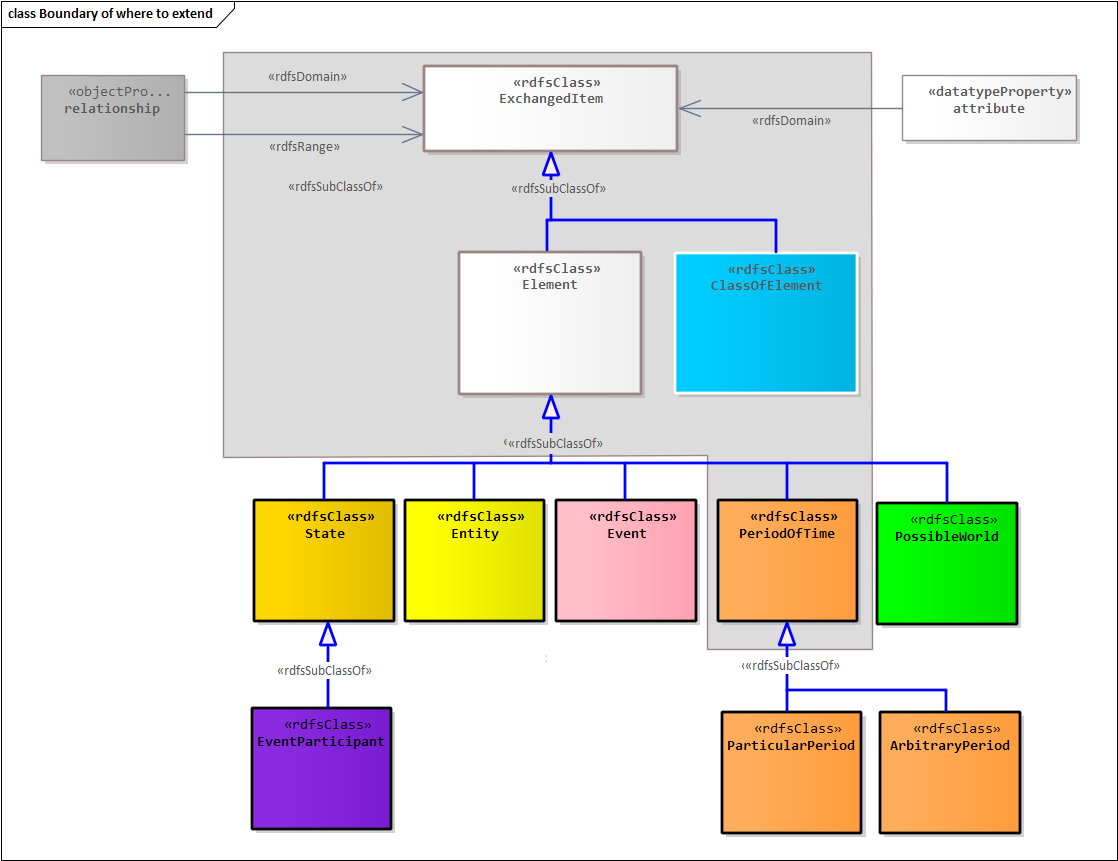 class Boundary of where to extend
«objectPro...
relationship
«rdfsDomain»
«rdfsRange»
«rdfsSubClassOf»
«rdfsClass»
ExchangedItem
«rdfsDomain»
«datatypeProperty»
attribute
«rdfsSubClassOf»
«rdfsClass»
Element
«rdfsClass»
ClassOfElement
«rdfsSubClassOf»
«rdfsClass»
State
«rdfsClass»
Entity
«rdfsClass»
Event
«rdfsClass»
PeriodOfTime
«rdfsClass»
PossibleWorld
«rdfsSubClassOf»
«rdfsSubClassOf»
«rdfsClass»
EventParticipant
«rdfsClass»
ParticularPeriod
«rdfsClass»
ArbitraryPeriod